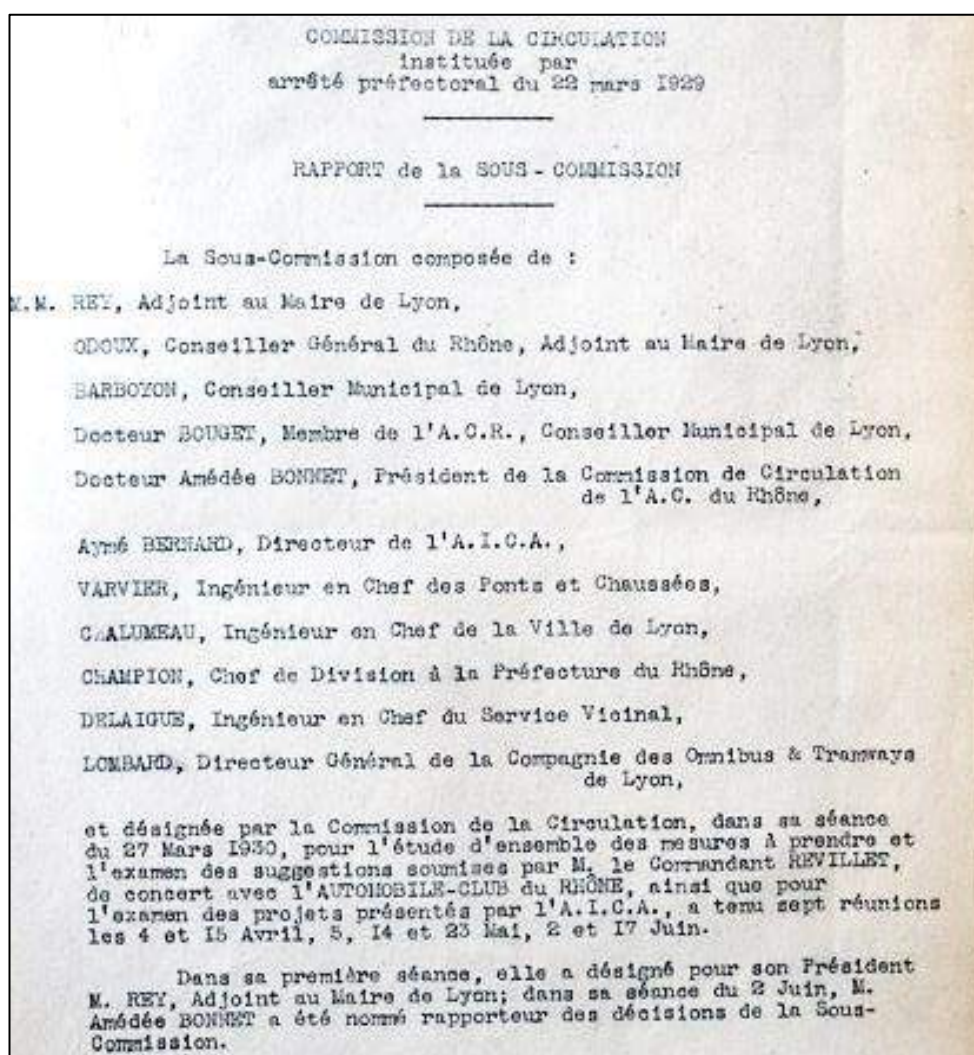 COMMISSION DE LA CIRCULATION
instituée par
arrêté préfectoral du 22 mars I929
RAPPORT de la SOUS - COMMISSION
La Sous-Commission composée de :
M.M. REY, Adjoint au Maire de Lyon,
ODOUX, Conseiller Général du Rhône, Adjoint au Maire de Lyon,
BARBOYON, Conseiller Municipal de Lyon,
Docteur BOUGET, Membre de l'A.C.R., Conseiller Municipal de Lyon,
Docteur Amédée BONNET, Président de la Commission de Circulation
de l'A.C. du Rhône,
Aymé BERNARD, Directeur de l'A.I.C.A.,
VARVIER, Ingénieur en Chef des Ponts et Chaussées,
CHALUMEAU, Ingénieur en Chef de la Ville de Lyon,
CHAMPION, Chef de Division à la Préfecture du Rhône,
DELAIGUE, Ingénieur en Chef du Service Vicinal,
LOMBARD, Directeur Général de la Compagnie des Omnibus & Tramways
de Lyon,
et désignée par la Commission de la Circulation, dans sa séance
du 27 Mars I930, pour l'étude d'ensemble des mesures à prendre et
l'examen des suggestions soumises par M. le Commandant REVILLET,
de concert avec l'AUTOMOBILE-CLUB du RHÔNE, ainsi que pour
l'examen des projets présentés par l'A.I.C.A., a tenu sept réunions
les 4 et I5 Avril, 5, I4 et 23 Mai, 2 et I7 Juin.
Dans sa première séance, elle a désigné pour son Président
M. REY, Adjoint au Maire de Lyon; dans sa séance du 2 Juin, M.
Amédée BONNET a été nommé rapporteur des décisions de la Sous-
Commission.